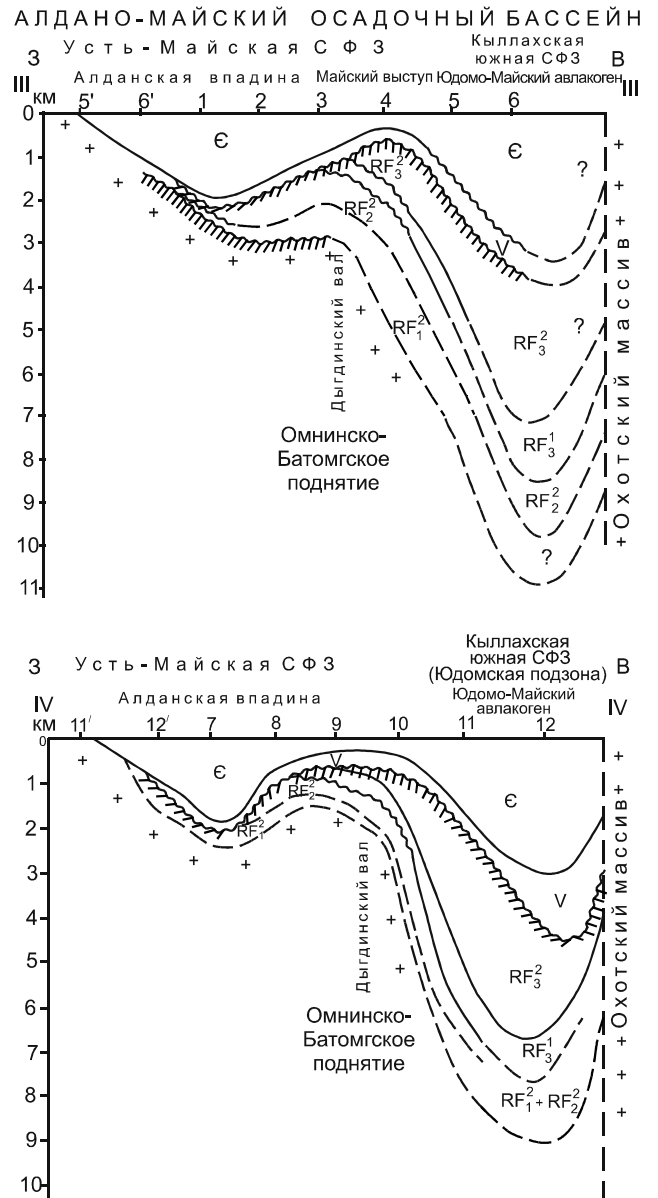 АЛДАНО-МАЙСКИЙ ОСАДОЧНЫЙ БАССЕЙН
З Усть-Майская СФЗ Кыллахская южная СФЗ В
III Алданская впадина Майский выступ Юдомо-Майский авлакоген III
км 5' 6' 1 2 3 4 5 6
0
1
2
3
4
5
6
7
8
9
10
11
Є
Є
?
RF₃²
RF₂²
V
RF₁²
RF₃²
?
RF₃¹
RF₂²
?
Дыгдинский вал
Омнинско-
Батомгское
поднятие
Охотский массив
З Усть-Майская СФЗ Кыллахская
южная СФЗ В
(Юдомская подзона)
IV Алданская впадина Юдомо-Майский
авлакоген IV
км 11' 12' 7 8 9 10 11 12
0
1
2
3
4
5
6
7
8
9
10
Є
V
RF₂²
RF₁²
Є
V
RF₃²
RF₃¹
RF₁² + RF₂²
Дыгдинский вал
Омнинско-
Батомгское
поднятие
Охотский массив